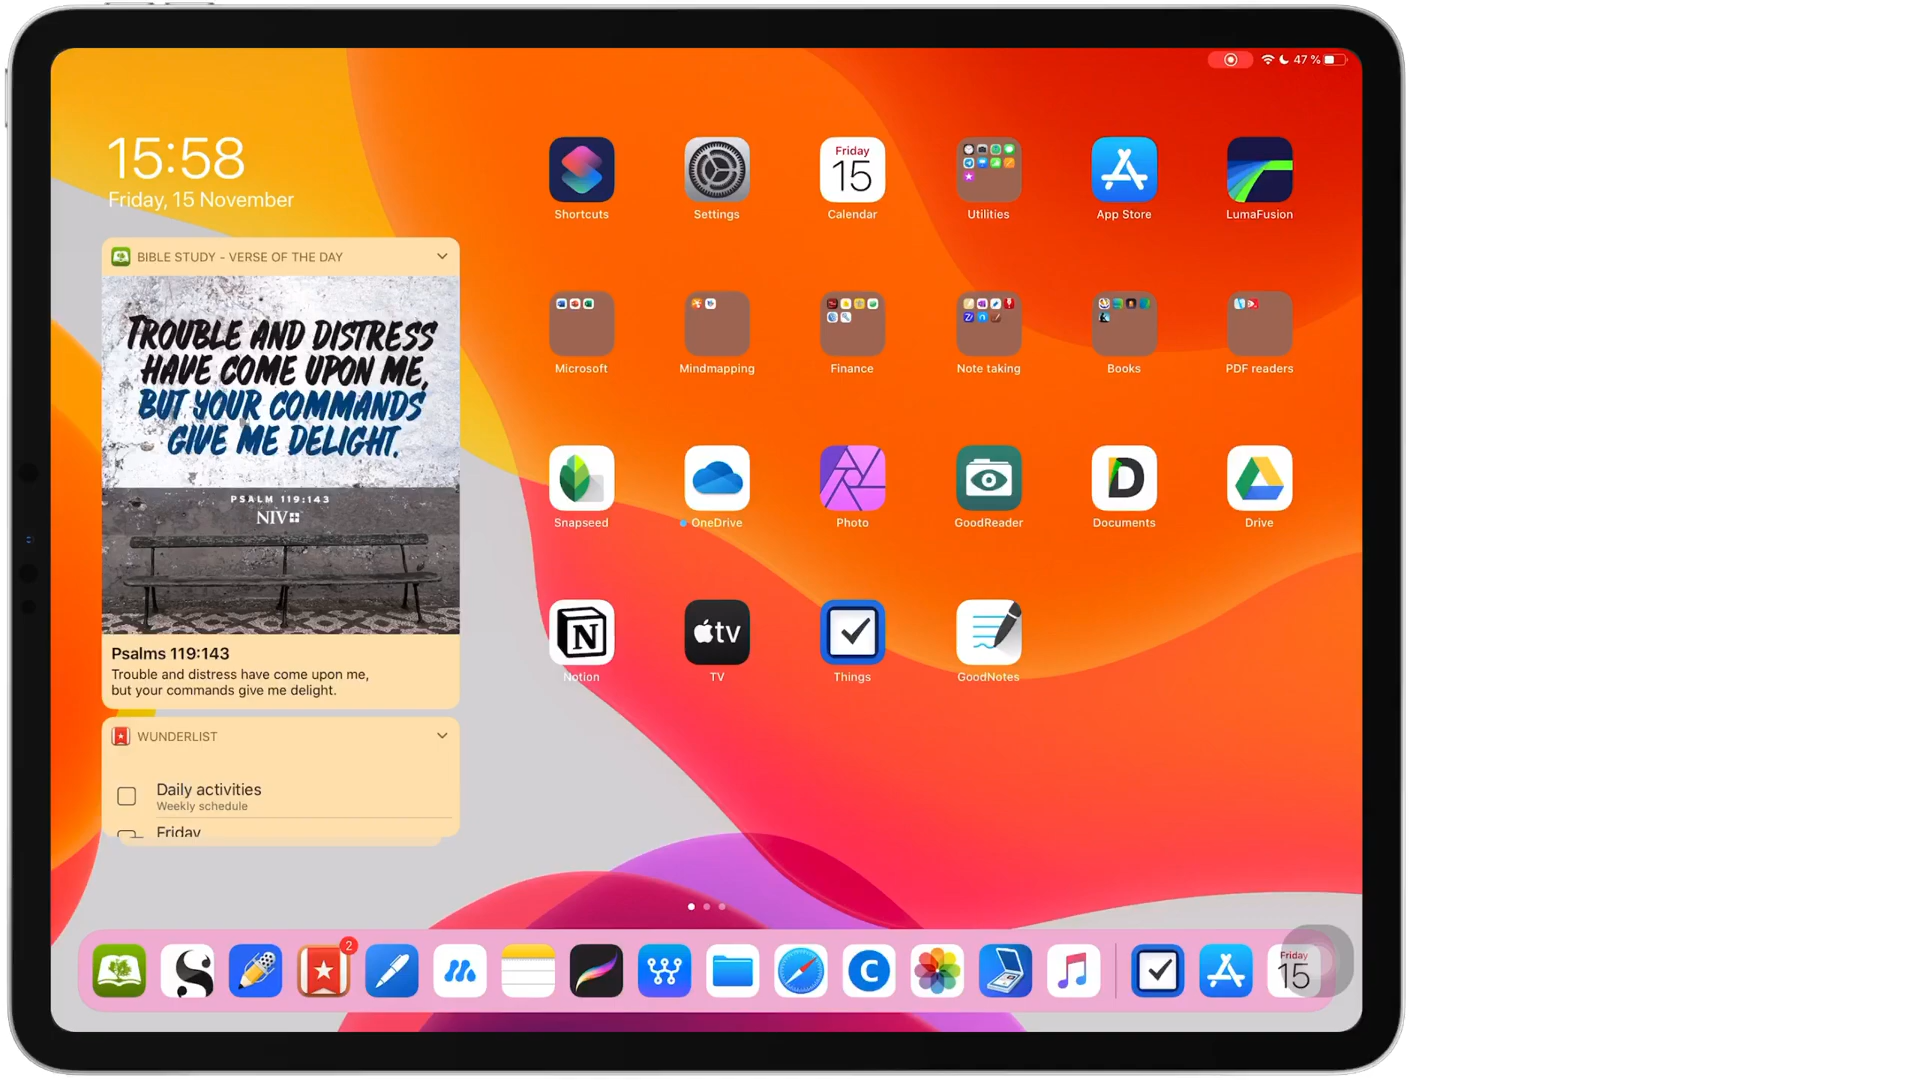 47 %
15:58
Friday, 15 November
BIBLE STUDY - VERSE OF THE DAY
TROUBLE AND DISTRESS
HAVE COME UPON ME,
BUT YOUR COMMANDS
GIVE ME DELIGHT.
PSALM 119:143
NIV
Psalms 119:143
Trouble and distress have come upon me,
but your commands give me delight.
WUNDERLIST
Daily activities
Weekly schedule
Friday
Friday
15
Shortcuts
Settings
Calendar
Utilities
App Store
LumaFusion
Microsoft
Mindmapping
Finance
Note taking
Books
PDF readers
D
Snapseed
OneDrive
Photo
GoodReader
Documents
Drive
N
tv
Notion
TV
Things
GoodNotes
2
C
Friday
15